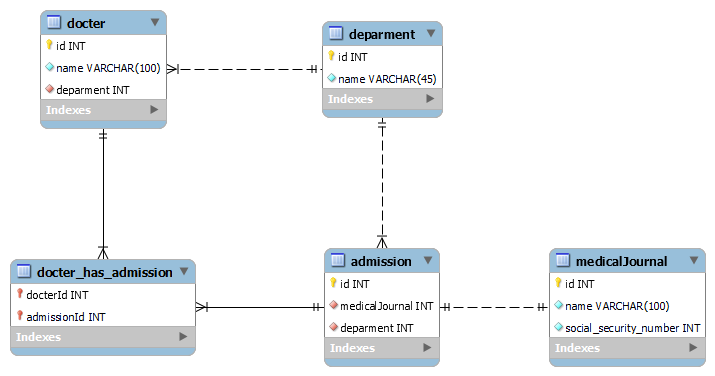 docter
id INT
name VARCHAR(100)
deparment INT
Indexes
deparment
id INT
name VARCHAR(45)
Indexes
docter_has_admission
docterId INT
admissionId INT
Indexes
admission
id INT
medicalJournal INT
deparment INT
Indexes
medicalJournal
id INT
name VARCHAR(100)
social_security_number INT
Indexes